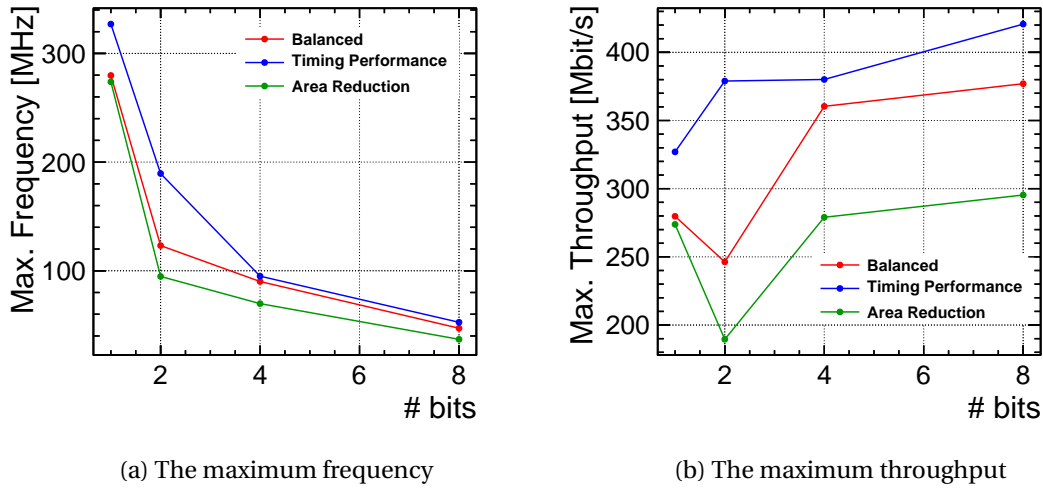 Max. Frequency [MHz]
300
200
100
2 4 6 8
# bits
Balanced
Timing Performance
Area Reduction
(a) The maximum frequency
Max. Throughput [Mbit/s]
400
350
300
250
200
0 2 4 6 8
# bits
Balanced
Timing Performance
Area Reduction
(b) The maximum throughput